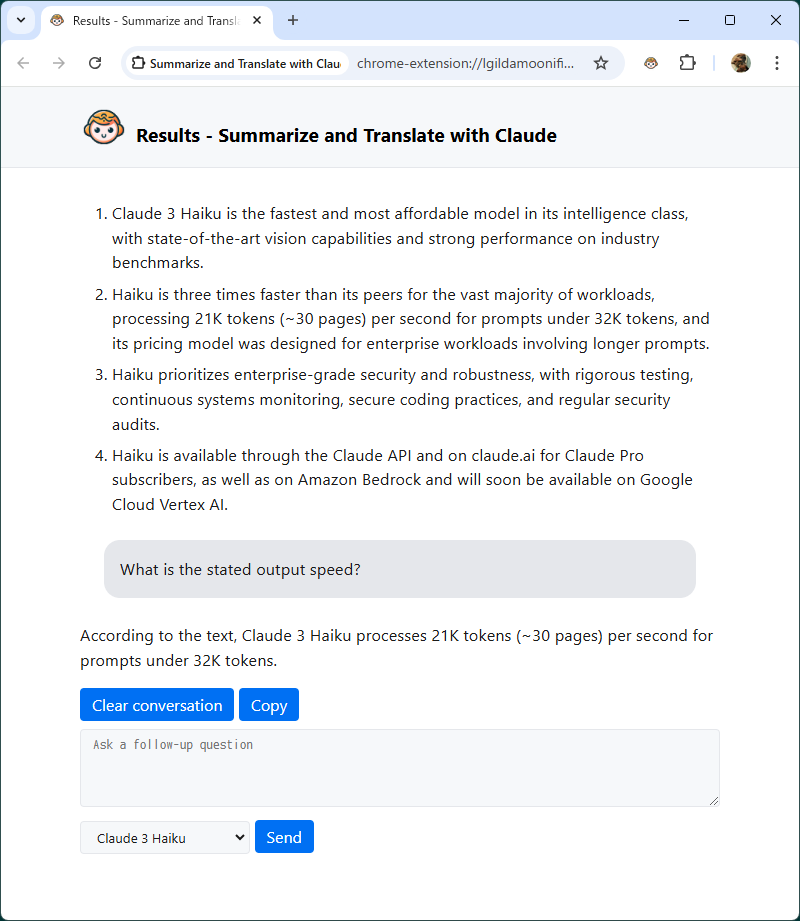 Results - Summarize and Transl
Summarize and Translate with Clau
chrome-extension://lgildamoonifi...
Results - Summarize and Translate with Claude
1. Claude 3 Haiku is the fastest and most affordable model in its intelligence class,
with state-of-the-art vision capabilities and strong performance on industry
benchmarks.
2. Haiku is three times faster than its peers for the vast majority of workloads,
processing 21K tokens (~30 pages) per second for prompts under 32K tokens, and
its pricing model was designed for enterprise workloads involving longer prompts.
3. Haiku prioritizes enterprise-grade security and robustness, with rigorous testing,
continuous systems monitoring, secure coding practices, and regular security
audits.
4. Haiku is available through the Claude API and on claude.ai for Claude Pro
subscribers, as well as on Amazon Bedrock and will soon be available on Google
Cloud Vertex AI.
What is the stated output speed?
According to the text, Claude 3 Haiku processes 21K tokens (~30 pages) per second for
prompts under 32K tokens.
Clear conversation Copy
Ask a follow-up question
Claude 3 Haiku Send